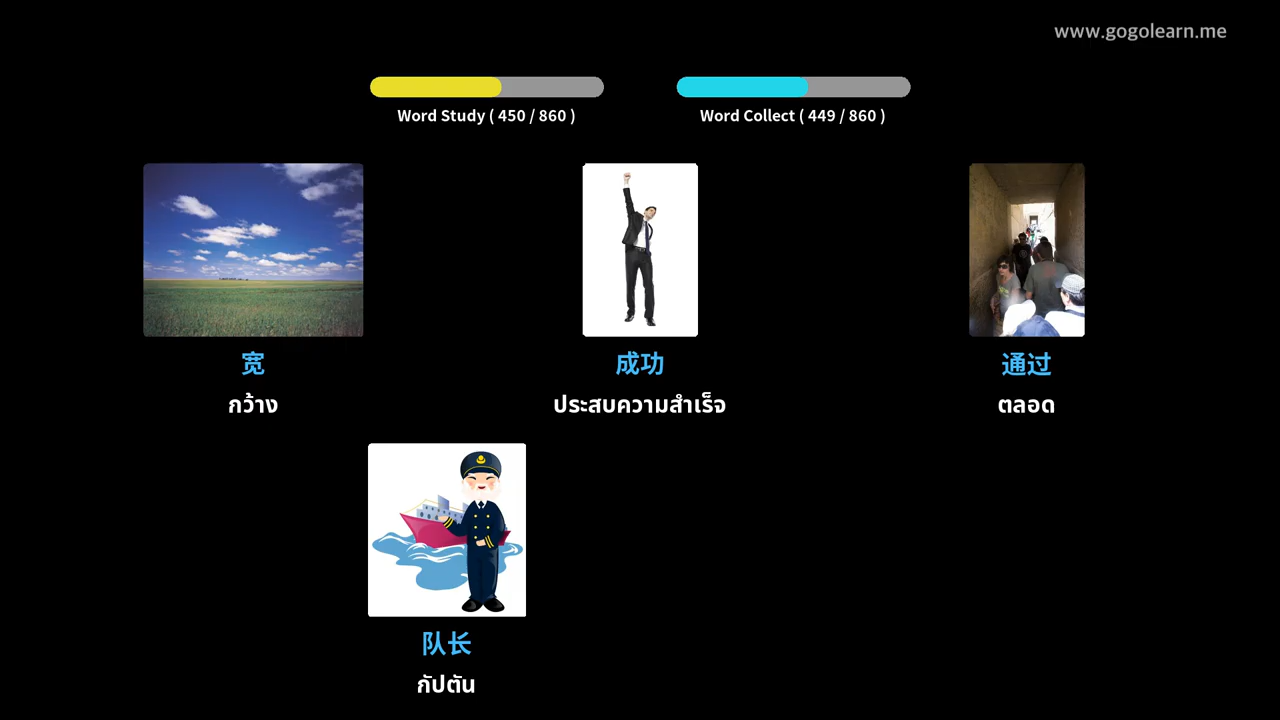 www.gogolearn.me
Word Study ( 450 / 860 )
Word Collect ( 449 / 860 )
宽
กว้าง
成功
ประสบความสำเร็จ
通过
ตลอด
队长
กัปตัน